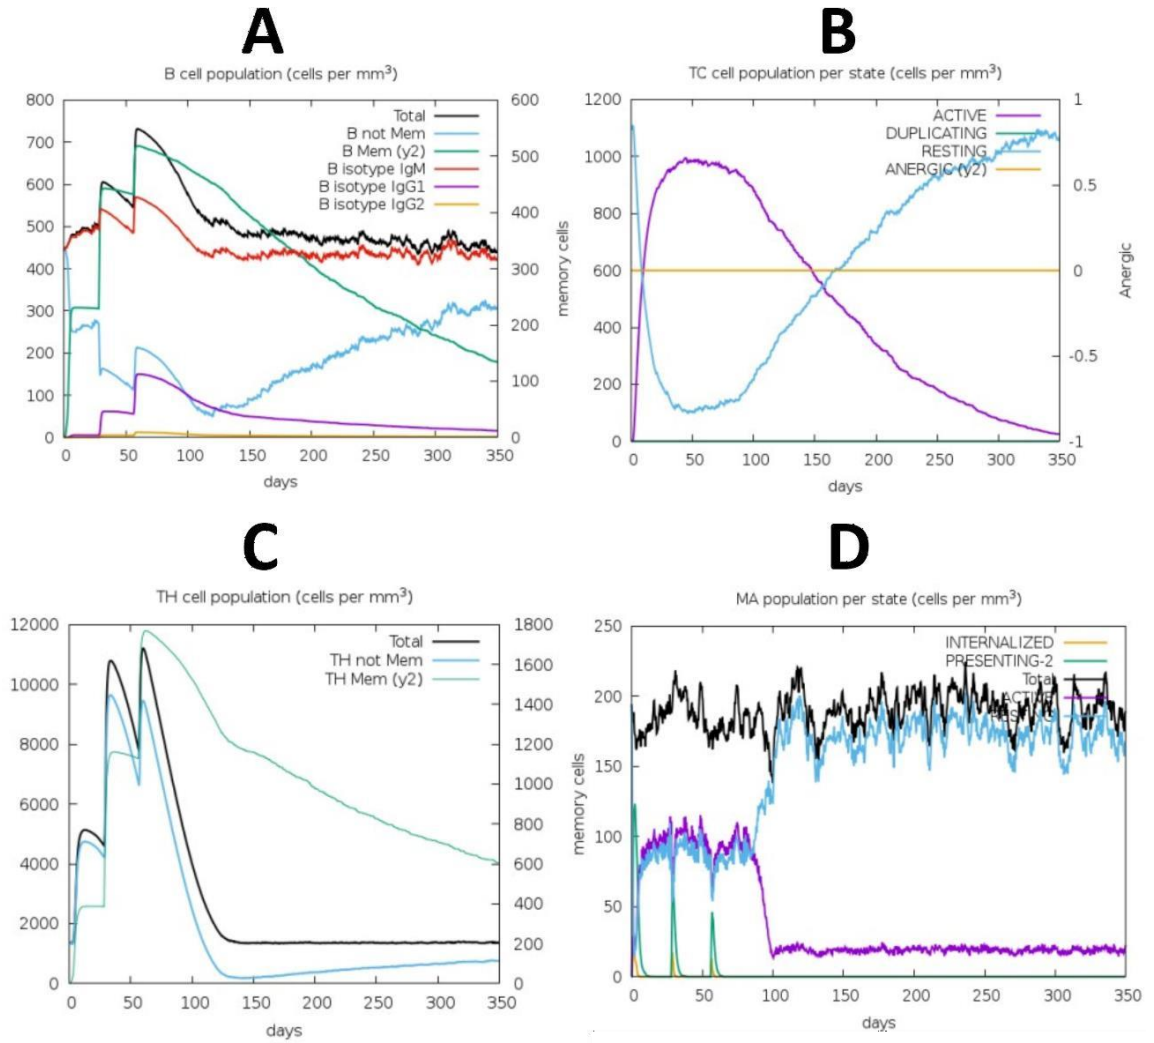 A
B cell population (cells per mm³)
800
700
600
500
400
300
200
100
0
600
500
400
300
200
100
0
Total
B not Mem
B Mem (y2)
B isotype IgM
B isotype IgG1
B isotype IgG2
memory cells
0 50 100 150 200 250 300 350
days
B
TC cell population per state (cells per mm³)
1200
1000
800
600
400
200
0
1
0.5
0
-0.5
-1
ACTIVE
DUPLICATING
RESTING
ANERGIC (y2)
Anergic
0 50 100 150 200 250 300 350
days
C
TH cell population (cells per mm³)
12000
10000
8000
6000
4000
2000
0
1800
1600
1400
1200
1000
800
600
400
200
0
Total
TH not Mem
TH Mem (y2)
memory cells
0 50 100 150 200 250 300 350
days
D
MA population per state (cells per mm³)
250
200
150
100
50
0
INTERNALIZED
PRESENTING-2
Total
ACTIVE
0 50 100 150 200 250 300 350
days